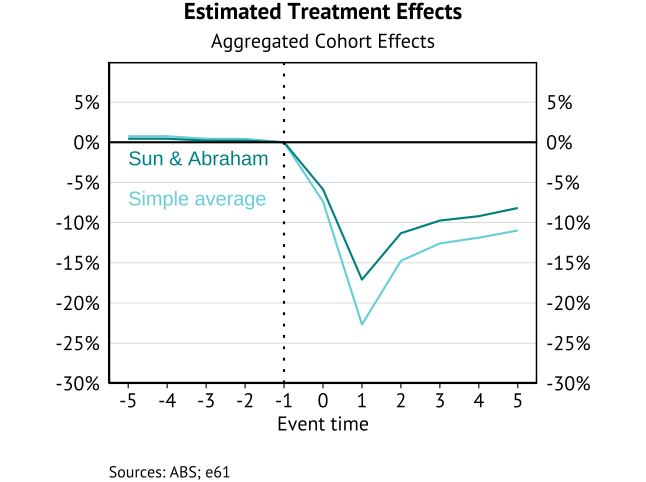 Estimated Treatment Effects
Aggregated Cohort Effects
5% 5%
0% 0%
Sun & Abraham
-5% -5%
Simple average
-10% -10%
-15% -15%
-20% -20%
-25% -25%
-30% -30%
-5 -4 -3 -2 -1 0 1 2 3 4 5
Event time
Sources: ABS; e61